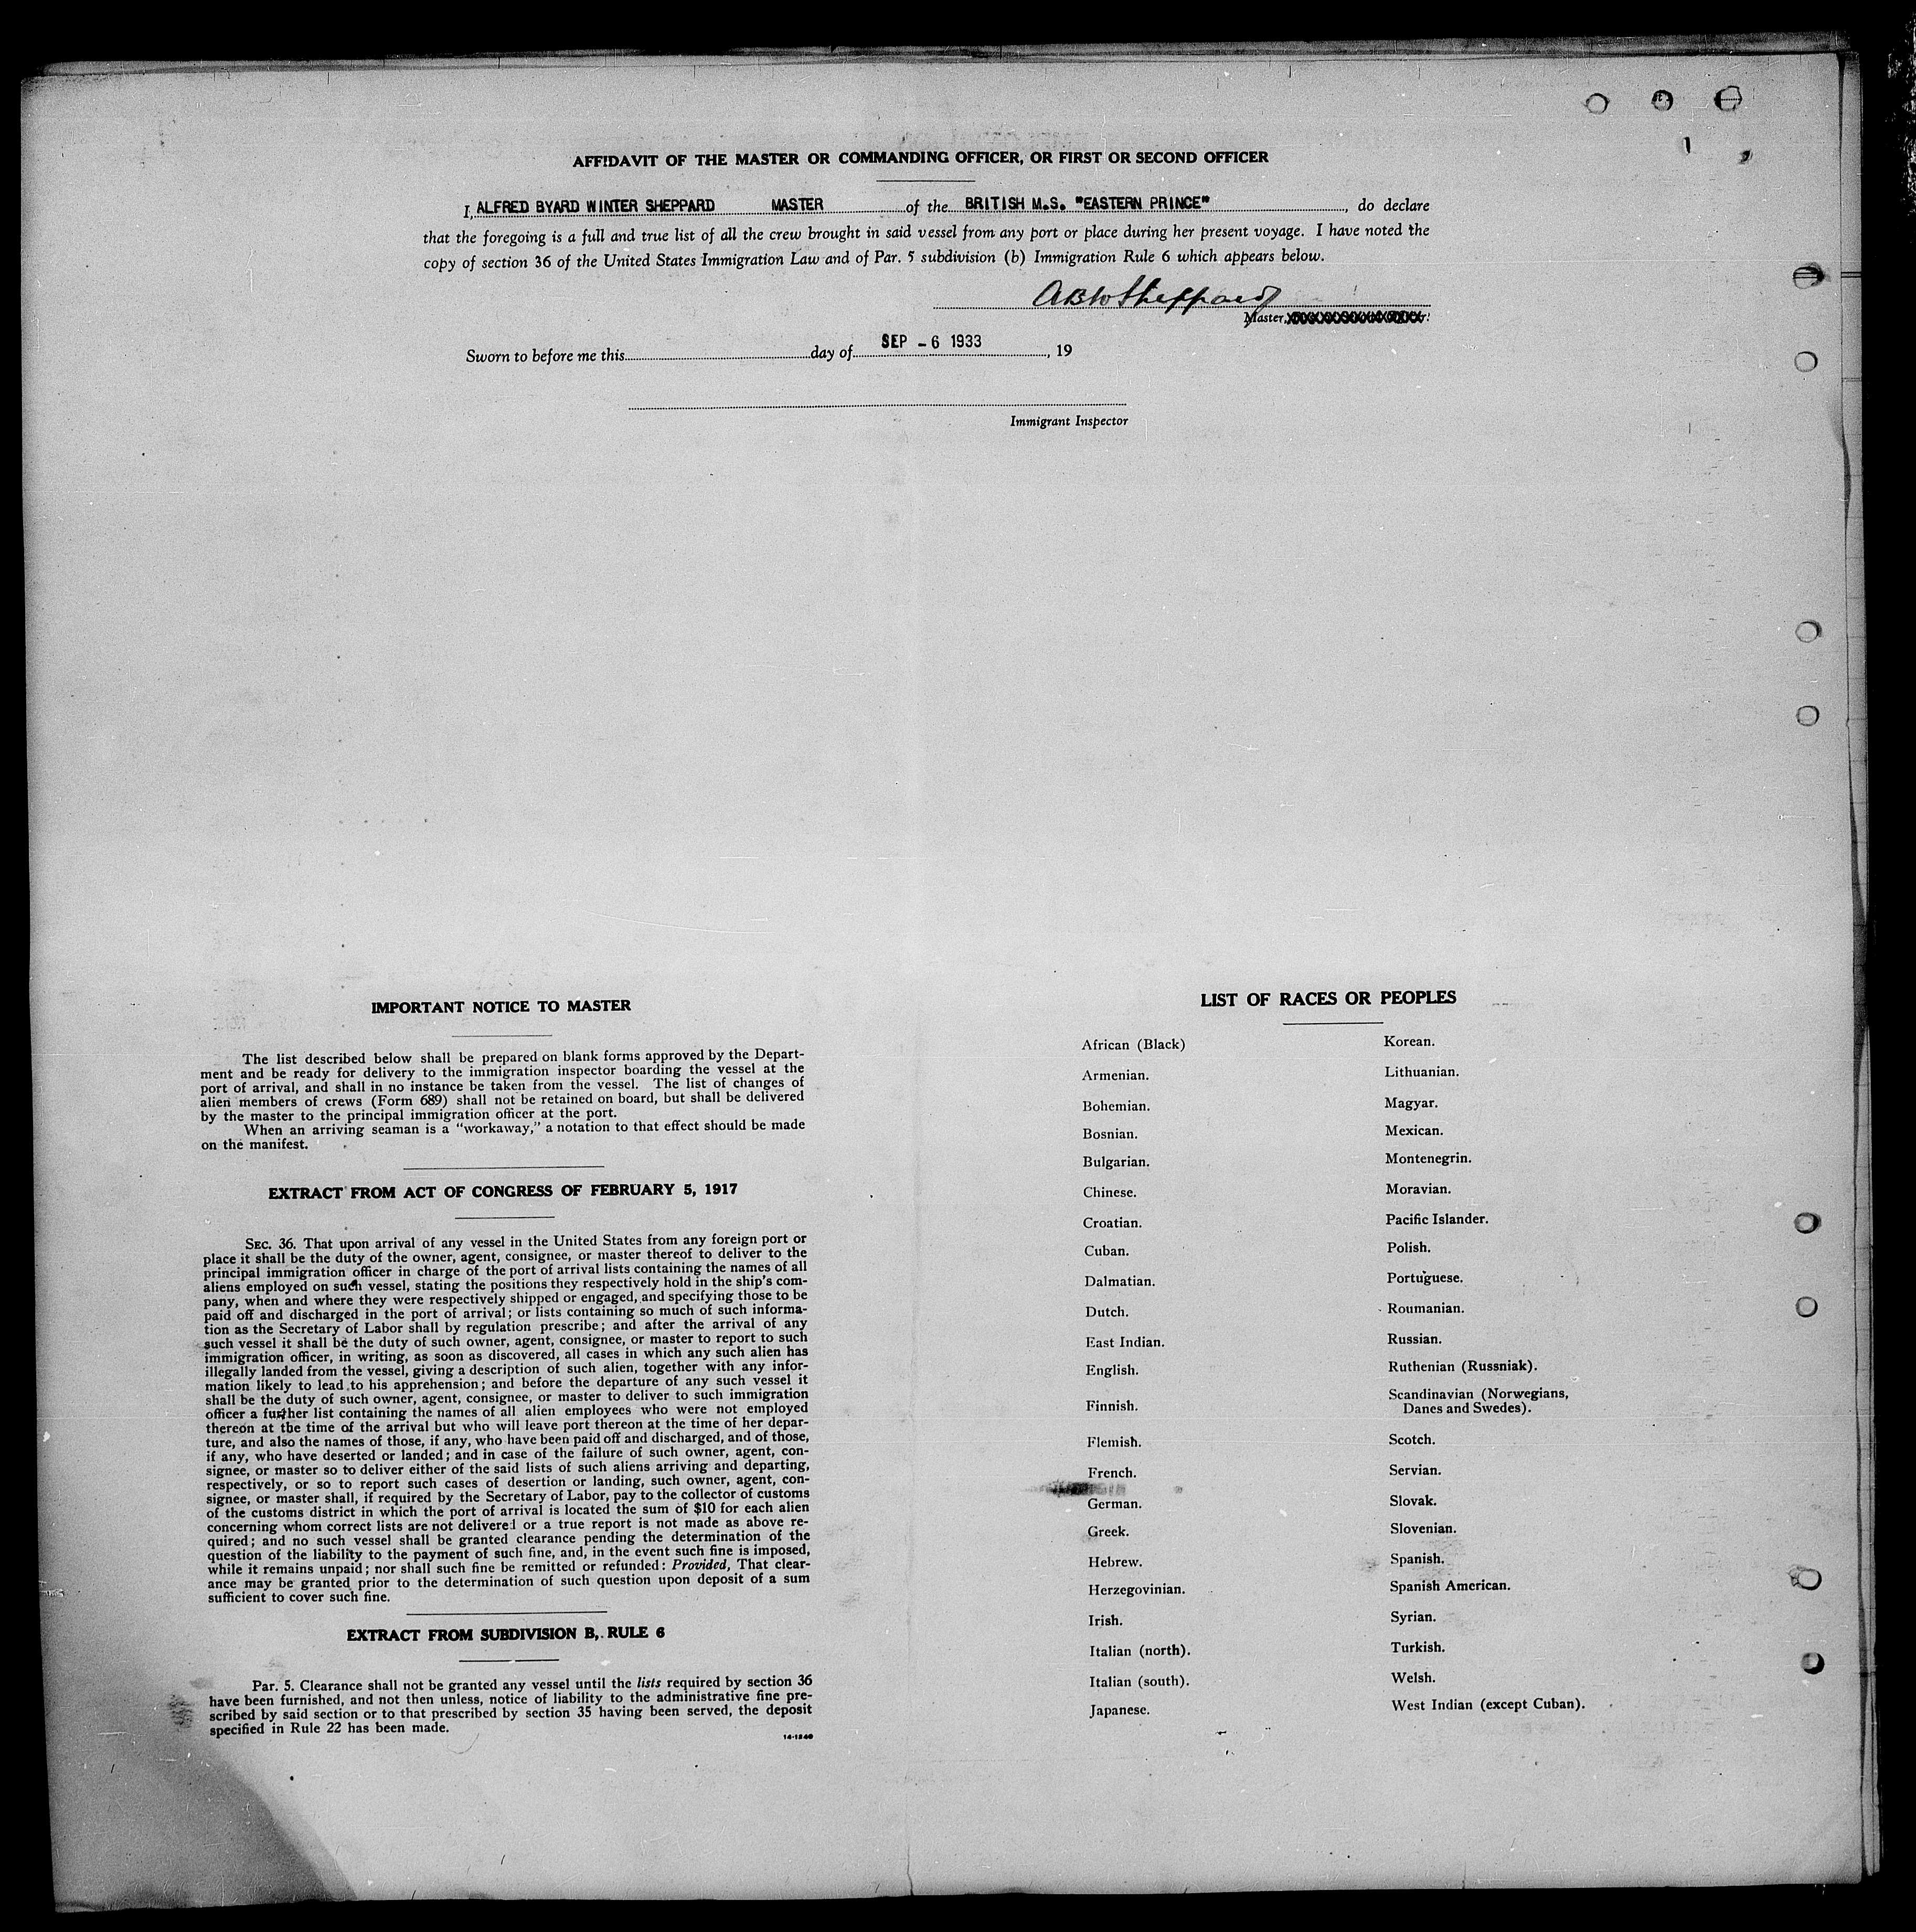 AFFIDAVIT OF THE MASTER OR COMMANDING OFFICER, OR FIRST OR SECOND OFFICER
I, ALFRED BYARD WINTER SHEPPARD MASTER of the BRITISH M.S. "EASTERN PRINCE", do declare
that the foregoing is a full and true list of all the crew brought in said vessel from any port or place during her present voyage. I have noted the
copy of section 36 of the United States Immigration Law and of Par. 5 subdivision (b) Immigration Rule 6 which appears below.
ABWSheppard
Master,
SEP - 6 1933
Sworn to before me this day of , 19
Immigrant Inspector
IMPORTANT NOTICE TO MASTER
The list described below shall be prepared on blank forms approved by the Depart-
ment and be ready for delivery to the immigration inspector boarding the vessel at the
port of arrival, and shall in no instance be taken from the vessel. The list of changes of
alien members of crews (Form 689) shall not be retained on board, but shall be delivered
by the master to the principal immigration officer at the port.
When an arriving seaman is a "workaway," a notation to that effect should be made
on the manifest.
EXTRACT FROM ACT OF CONGRESS OF FEBRUARY 5, 1917
SEC. 36. That upon arrival of any vessel in the United States from any foreign port or
place it shall be the duty of the owner, agent, consignee, or master thereof to deliver to the
principal immigration officer in charge of the port of arrival lists containing the names of all
aliens employed on such vessel, stating the positions they respectively hold in the ship's com-
pany, when and where they were respectively shipped or engaged, and specifying those to be
paid off and discharged in the port of arrival; or lists containing so much of such informa-
tion as the Secretary of Labor shall by regulation prescribe; and after the arrival of any
such vessel it shall be the duty of such owner, agent, consignee, or master to report to such
immigration officer, in writing, as soon as discovered, all cases in which any such alien has
illegally landed from the vessel, giving a description of such alien, together with any infor-
mation likely to lead to his apprehension; and before the departure of any such vessel it
shall be the duty of such owner, agent, consignee, or master to deliver to such immigration
officer a further list containing the names of all alien employees who were not employed
thereon at the time of the arrival but who will leave port thereon at the time of her depar-
ture, and also the names of those, if any, who have been paid off and discharged, and of those,
if any, who have deserted or landed; and in case of the failure of such owner, agent, con-
signee, or master so to deliver either of the said lists of such aliens arriving and departing,
respectively, or so to report such cases of desertion or landing, such owner, agent, con-
signee, or master shall, if required by the Secretary of Labor, pay to the collector of customs
of the customs district in which the port of arrival is located the sum of $10 for each alien
concerning whom correct lists are not delivered or a true report is not made as above re-
quired; and no such vessel shall be granted clearance pending the determination of the
question of the liability to the payment of such fine, and, in the event such fine is imposed,
while it remains unpaid; nor shall such fine be remitted or refunded: Provided, That clear-
ance may be granted prior to the determination of such question upon deposit of a sum
sufficient to cover such fine.
EXTRACT FROM SUBDIVISION B, RULE 6
Par. 5. Clearance shall not be granted any vessel until the lists required by section 36
have been furnished, and not then unless, notice of liability to the administrative fine pre-
scribed by said section or to that prescribed by section 35 having been served, the deposit
specified in Rule 22 has been made.
14-1240
LIST OF RACES OR PEOPLES
African (Black)
Armenian.
Bohemian.
Bosnian.
Bulgarian.
Chinese.
Croatian.
Cuban.
Dalmatian.
Dutch.
East Indian.
English.
Finnish.
Flemish.
French.
German.
Greek.
Hebrew.
Herzegovinian.
Irish.
Italian (north).
Italian (south).
Japanese.
Korean.
Lithuanian.
Magyar.
Mexican.
Montenegrin.
Moravian.
Pacific Islander.
Polish.
Portuguese.
Roumanian.
Russian.
Ruthenian (Russniak).
Scandinavian (Norwegians,
Danes and Swedes).
Scotch.
Servian.
Slovak.
Slovenian.
Spanish.
Spanish American.
Syrian.
Turkish.
Welsh.
West Indian (except Cuban).